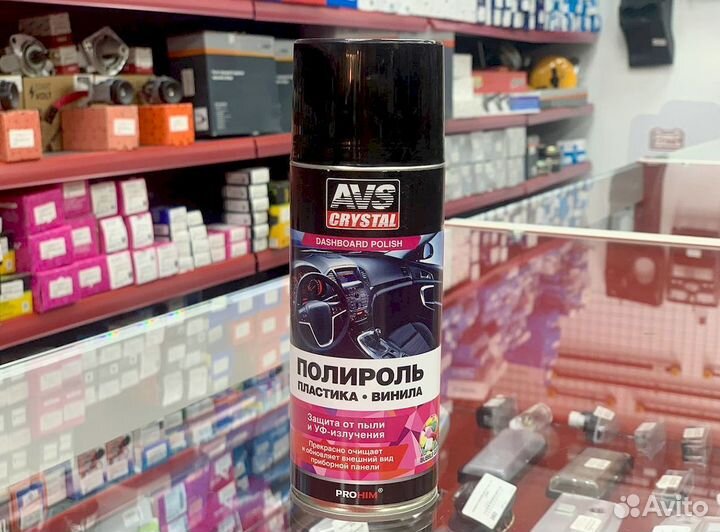 AVS
CRYSTAL
DASHBOARD POLISH
ПОЛИРОЛЬ
ПЛАСТИКА • ВИНИЛА
Защита от пыли
и УФ-излучения
Прекрасно очищает
и обновляет внешний вид
приборной панели
PROHIM®
Avito